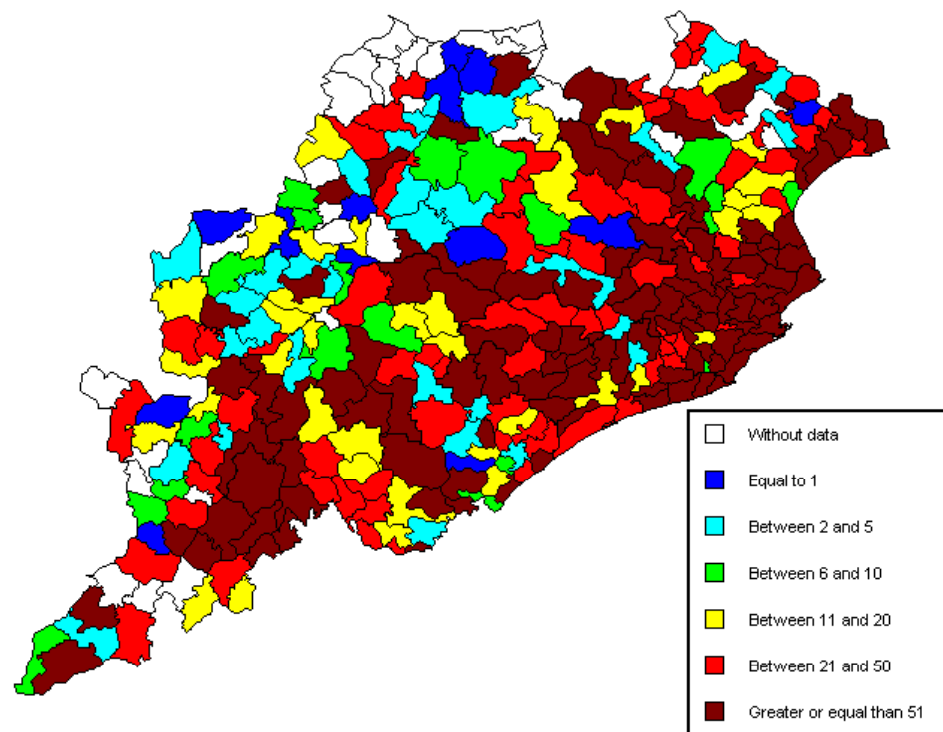 Without data
Equal to 1
Between 2 and 5
Between 6 and 10
Between 11 and 20
Between 21 and 50
Greater or equal than 51